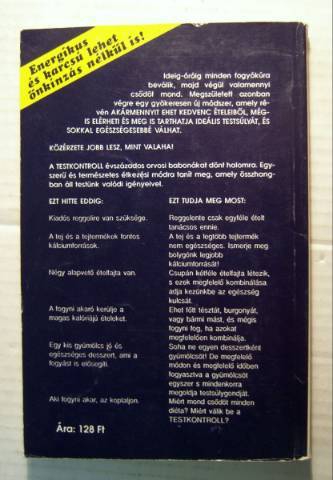 Energikus
és karcsú lehet
önkínzás nélkül is!
Ideig-óráig minden fogyókúra
beválik, majd végül valamennyi
csődöt mond. Megszületett azonban
végre egy gyökeresen új módszer, amely ré-
vén AKÁRMENNYIT EHET KEDVENC ÉTELEIBŐL, MÉG-
IS ELÉRHETI ÉS MEG IS TARTHATJA IDEÁLIS TESTSÚLYÁT, ÉS
SOKKAL EGÉSZSÉGESEBBÉ VÁLHAT.
KÖZÉRZETE JOBB LESZ, MINT VALAHA!
A TESTKONTROLL évszázados orvosi babonákat dönt halomra. Egy-
szerű és természetes étkezési módra tanít meg, amely összhang-
ban áll testünk valódi igényeivel.
EZT HITTE EDDIG:
EZT TUDJA MEG MOST:
Kiadós reggelire van szüksége.
Reggelente csak egyféle ételt
tanácsos ennie.
A tej és a tejtermékek fontos
kálciumforrások.
A tej és a legtöbb tejtermék
nem egészséges. Ismerje meg
bolygónk legjobb
kálciumforrását!
Négy alapvető ételfajta van.
Csupán kétféle ételfajta létezik,
s ezek megfelelő kombinálása
adja kezünkbe az egészség
kulcsát.
A fogyni akaró kerülje a
magas kalóriájú ételeket.
Ehet főtt tésztát, burgonyát,
vagy bármi mást, és mégis
fogyni fog, ha azokat
megfelelően kombinálja.
Egy kis gyümölcs jó és
egészséges desszert, ami a
fogyást is elősegíti.
Soha ne egyen desszertként
gyümölcsöt! De megfelelő
módon és megfelelő időben
fogyasztva a gyümölcsöt
egyszer s mindenkorra
megoldja testsúlygondját.
Aki fogyni akar, az koplaljon.
Miért mond csődöt minden
diéta? Miért válik be a
TESTKONTROLL?
Ára: 128 Ft